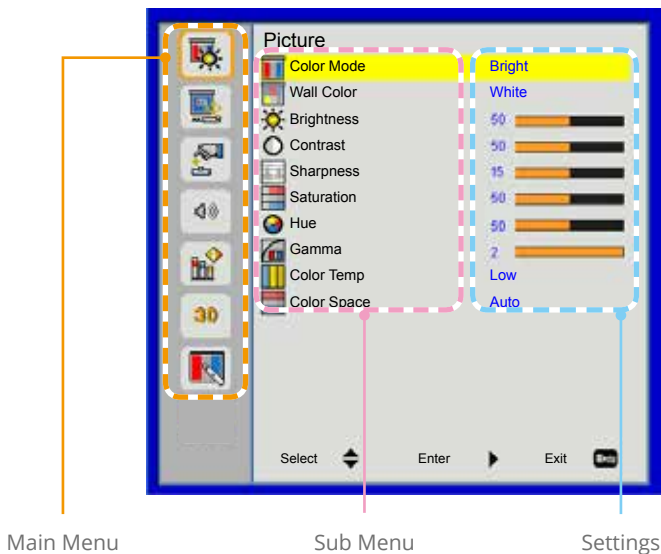 Picture
Color Mode Bright
Wall Color White
Brightness 50
Contrast 50
Sharpness 15
Saturation 50
Hue 50
Gamma 2
Color Temp Low
Color Space Auto
3D
Select Enter Exit
Main Menu Sub Menu Settings